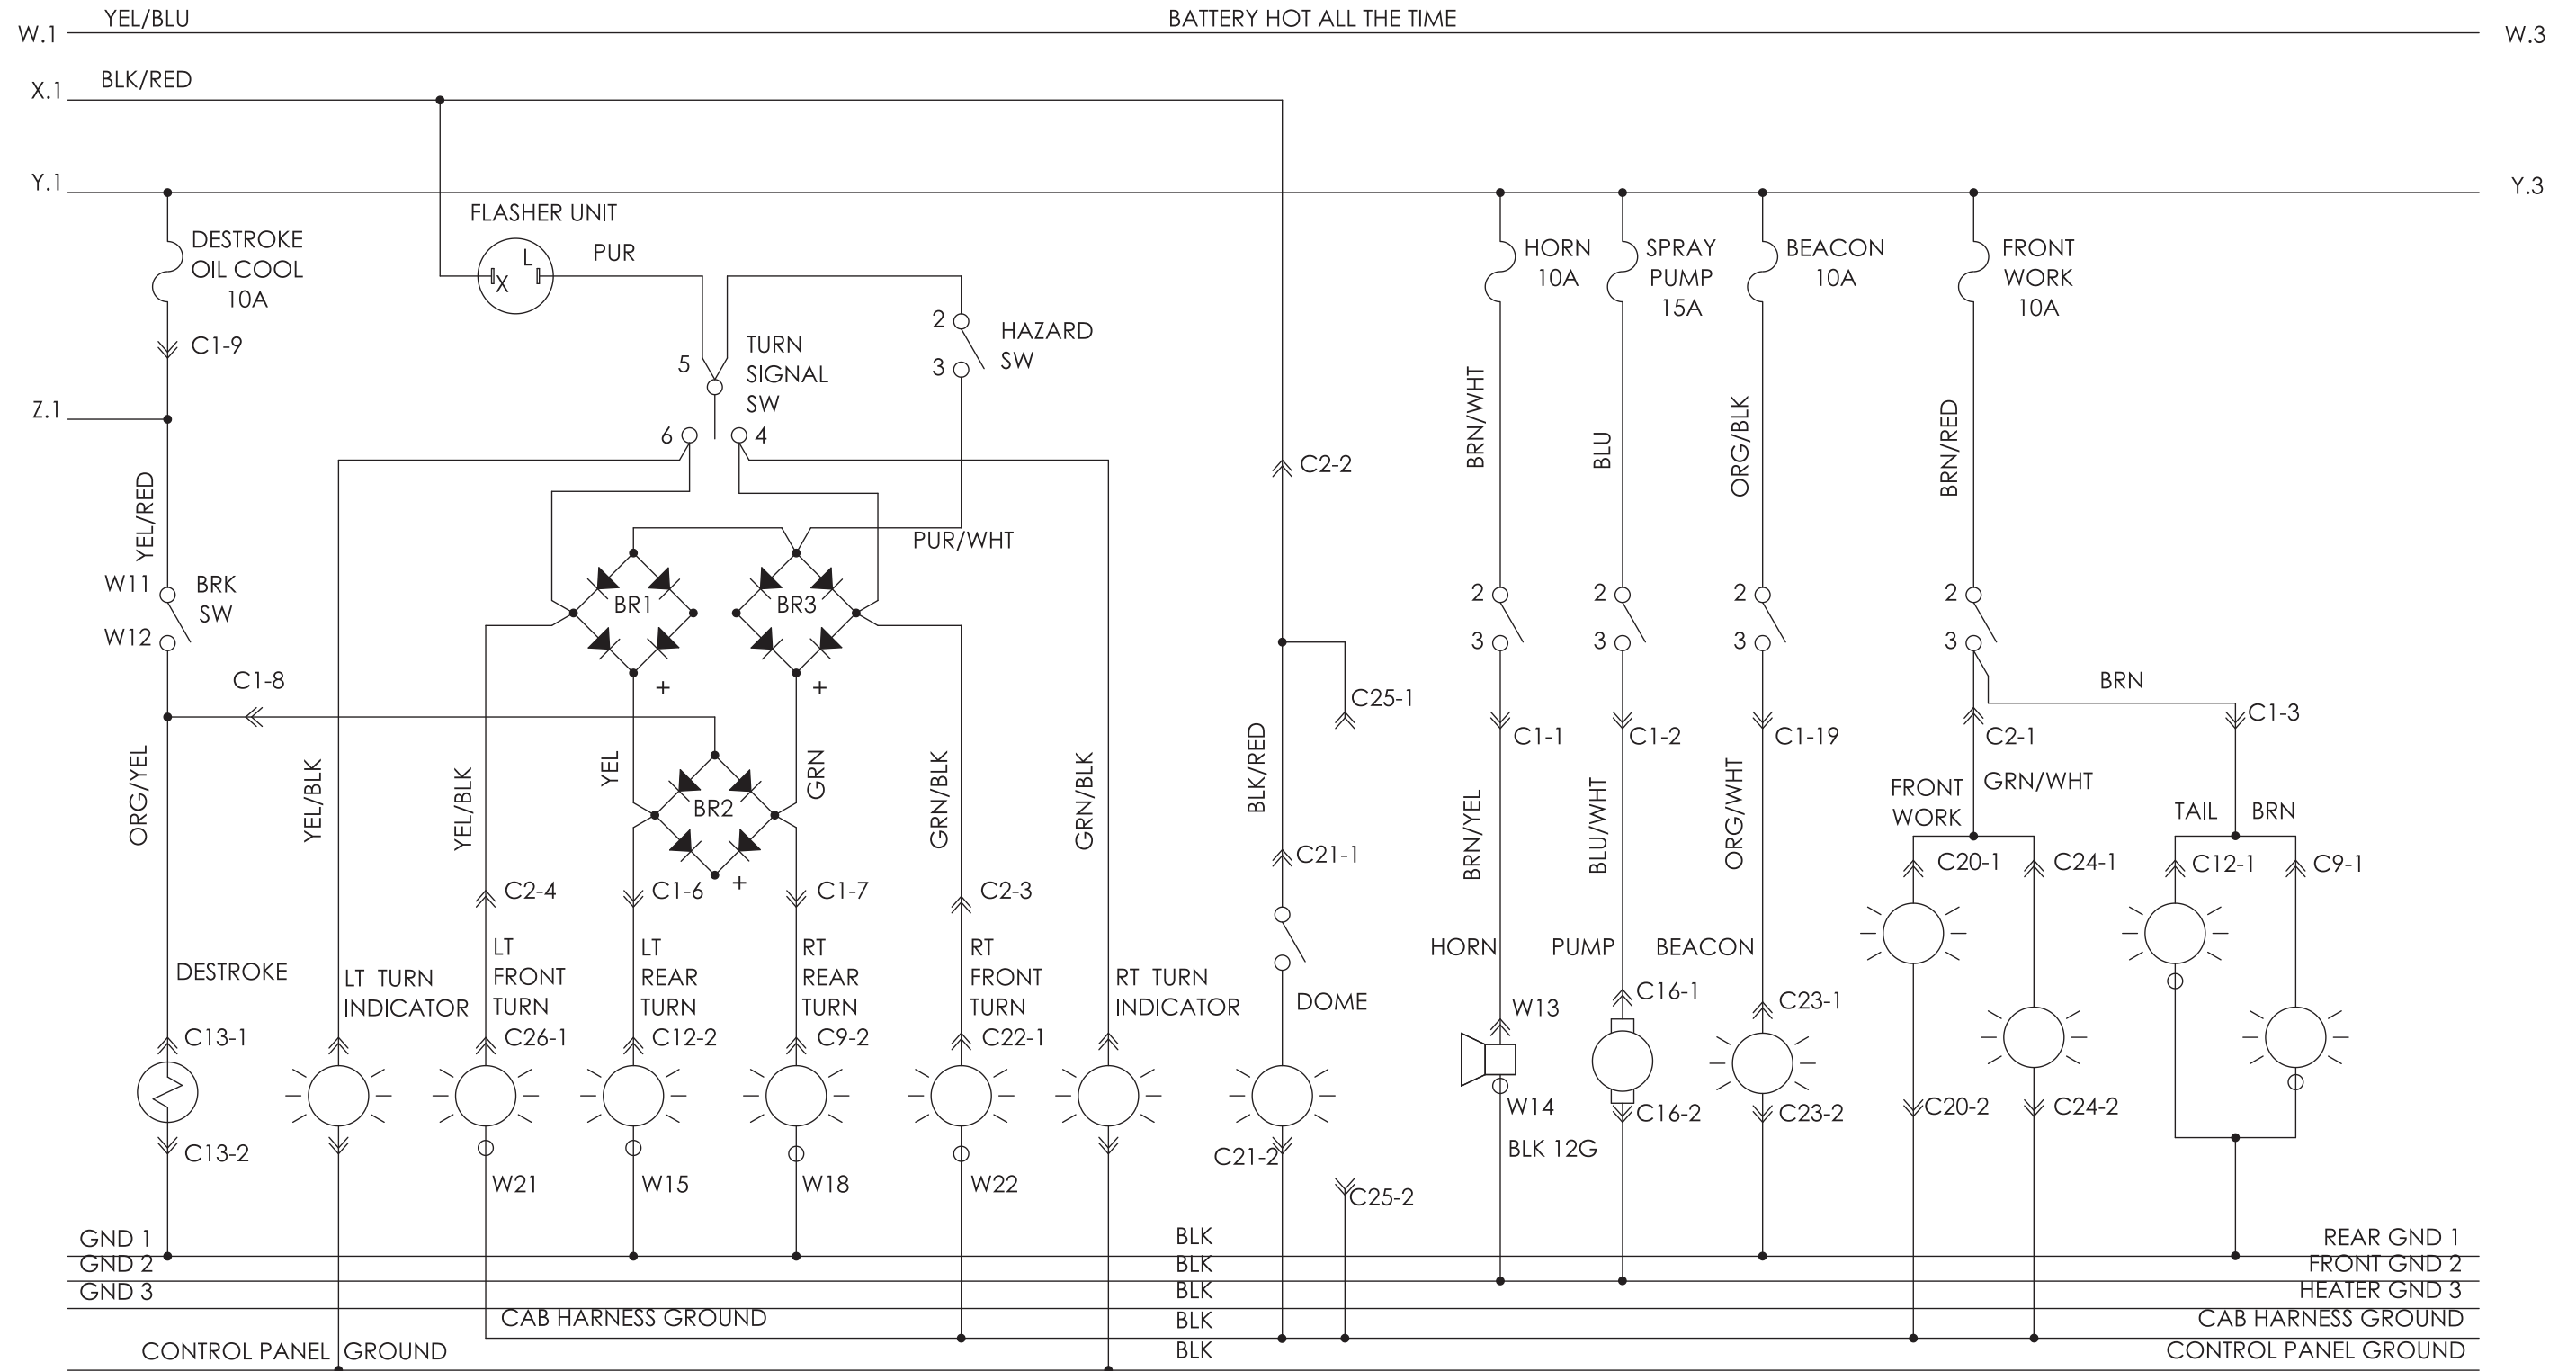 YEL/BLU
BATTERY HOT ALL THE TIME
W.1
W.3
BLK/RED
X.1
Y.1
Y.3
FLASHER UNIT
DESTROKE
OIL COOL
10A
L
X
PUR
HORN
10A
SPRAY
PUMP
15A
BEACON
10A
FRONT
WORK
10A
C1-9
2
3
HAZARD
SW
5
TURN
SIGNAL
SW
6
4
Z.1
BRN/WHT
BLU
ORG/BLK
BRN/RED
C2-2
YEL/RED
PUR/WHT
W11
W12
BRK
SW
BR1
BR3
+
+
2
3
2
3
2
3
2
3
C1-8
C25-1
BRN
C1-1
C1-2
C1-19
C2-1
C1-3
ORG/YEL
YEL/BLK
YEL/BLK
YEL
GRN
BR2
+
GRN/BLK
GRN/BLK
BLK/RED
BRN/YEL
BLU/WHT
ORG/WHT
FRONT
WORK
GRN/WHT
TAIL
BRN
C21-1
C20-1
C24-1
C12-1
C9-1
C2-4
C1-6
C1-7
C2-3
DESTROKE
LT TURN
INDICATOR
LT
FRONT
TURN
LT
REAR
TURN
RT
REAR
TURN
RT
FRONT
TURN
RT TURN
INDICATOR
DOME
HORN
PUMP
BEACON
W13
C16-1
C23-1
C13-1
C26-1
C12-2
C9-2
C22-1
W14
C16-2
C23-2
C20-2
C24-2
BLK 12G
C13-2
C21-2
W21
W15
W18
W22
C25-2
GND 1
BLK
REAR GND 1
GND 2
BLK
FRONT GND 2
GND 3
BLK
HEATER GND 3
CAB HARNESS GROUND
BLK
CAB HARNESS GROUND
CONTROL PANEL GROUND
BLK
CONTROL PANEL GROUND